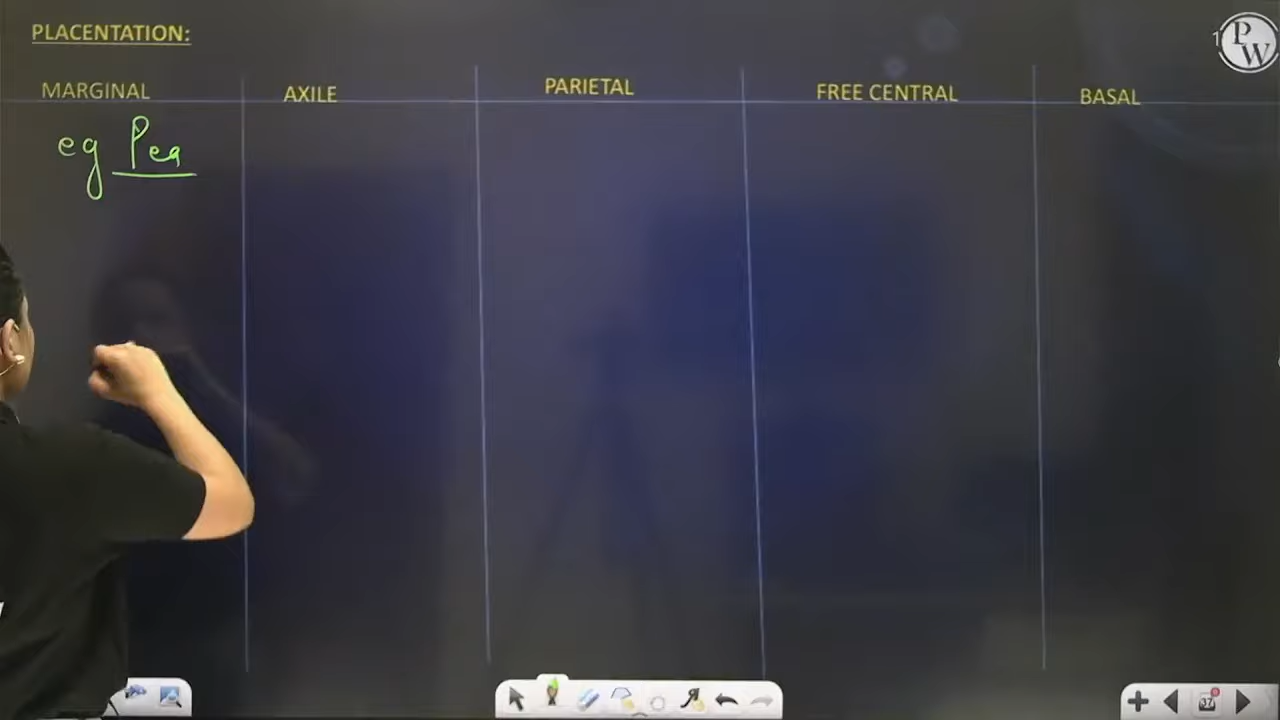 PLACENTATION:
MARGINAL AXILE PARIETAL FREE CENTRAL BASAL
eg Pea
PW